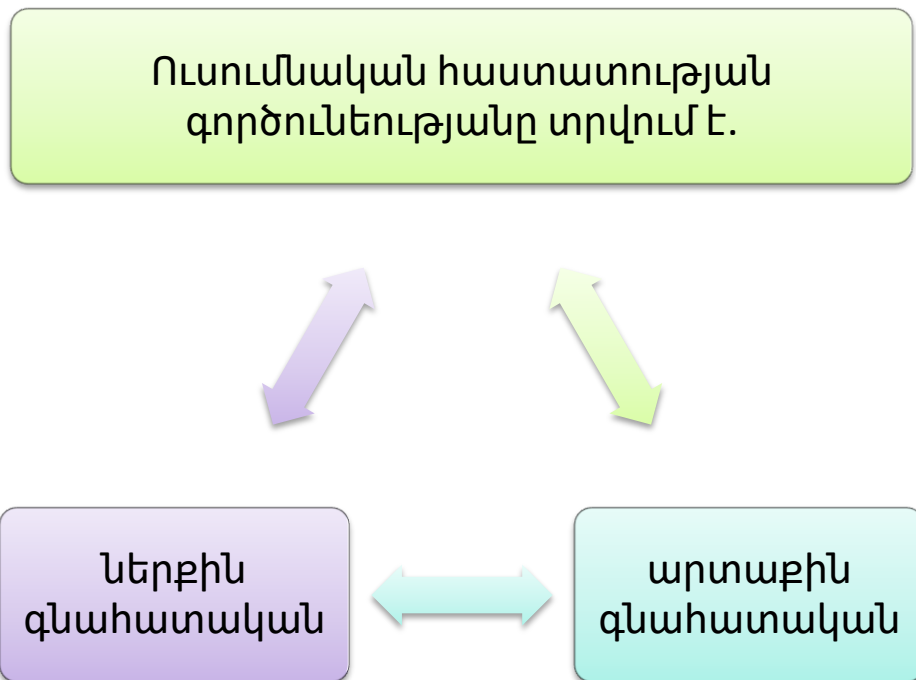 Ուսումնական հաստատության
գործունեությանը տրվում է.
ներքին
գնահատական
արտաքին
գնահատական